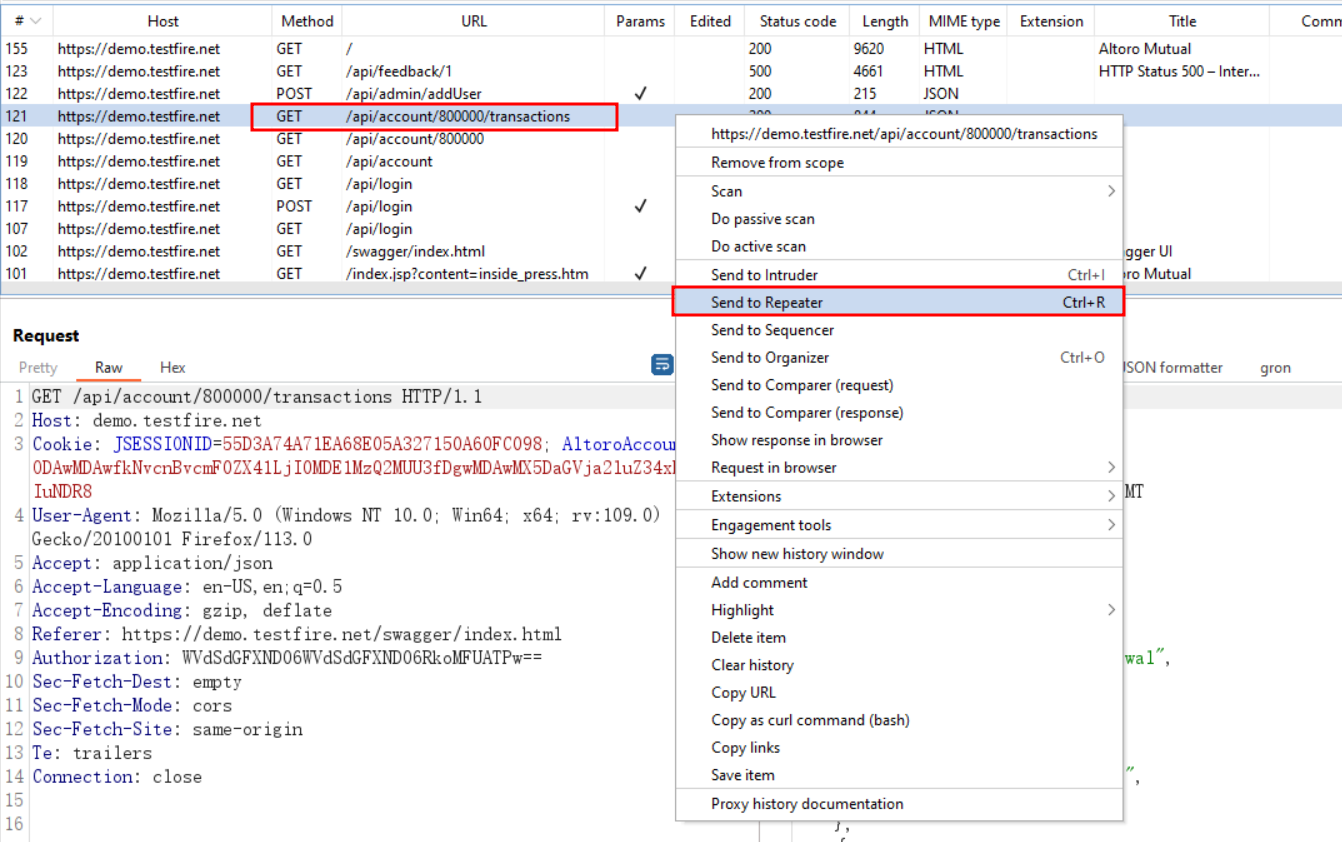 # Host Method URL Params Edited Status code Length MIME type Extension Title
155 https://demo.testfire.net GET / 200 9620 HTML Altoro Mutual
123 https://demo.testfire.net GET /api/feedback/1 500 4661 HTML HTTP Status 500 – Inter...
122 https://demo.testfire.net POST /api/admin/addUser ✓ 200 215 JSON
121 https://demo.testfire.net GET /api/account/800000/transactions
120 https://demo.testfire.net GET /api/account/800000
119 https://demo.testfire.net GET /api/account
118 https://demo.testfire.net GET /api/login
117 https://demo.testfire.net POST /api/login ✓
107 https://demo.testfire.net GET /api/login
102 https://demo.testfire.net GET /swagger/index.html gger UI
101 https://demo.testfire.net GET /index.jsp?content=inside_press.htm ✓ oro Mutual
https://demo.testfire.net/api/account/800000/transactions
Remove from scope
Scan
Do passive scan
Do active scan
Send to Intruder Ctrl+I
Send to Repeater Ctrl+R
Send to Sequencer
Send to Organizer Ctrl+O
Send to Comparer (request)
Send to Comparer (response)
Show response in browser
Request in browser
Extensions
Engagement tools
Show new history window
Add comment
Highlight
Delete item
Clear history
Copy URL
Copy as curl command (bash)
Copy links
Save item
Proxy history documentation
Request
Pretty Raw Hex
JSON formatter gron
1 GET /api/account/800000/transactions HTTP/1.1
2 Host: demo.testfire.net
3 Cookie: JSESSIONID=55D3A74A71EA68E05A327150A60FC098; AltoroAccou
ODAwMDAwfkNvcnBvcmF0ZX41LjI0MDE1MzQ2MUU3fDgwMDAwMX5DaGVja2luZ34x
IuNDR8
4 User-Agent: Mozilla/5.0 (Windows NT 10.0; Win64; x64; rv:109.0)
Gecko/20100101 Firefox/113.0
5 Accept: application/json
6 Accept-Language: en-US,en;q=0.5
7 Accept-Encoding: gzip, deflate
8 Referer: https://demo.testfire.net/swagger/index.html
9 Authorization: WVdSdGFXND06WVdSdGFXND06RkoMFUATPw==
10 Sec-Fetch-Dest: empty
11 Sec-Fetch-Mode: cors
12 Sec-Fetch-Site: same-origin
13 Te: trailers
14 Connection: close
15
16
MT
wal",
",
},
{